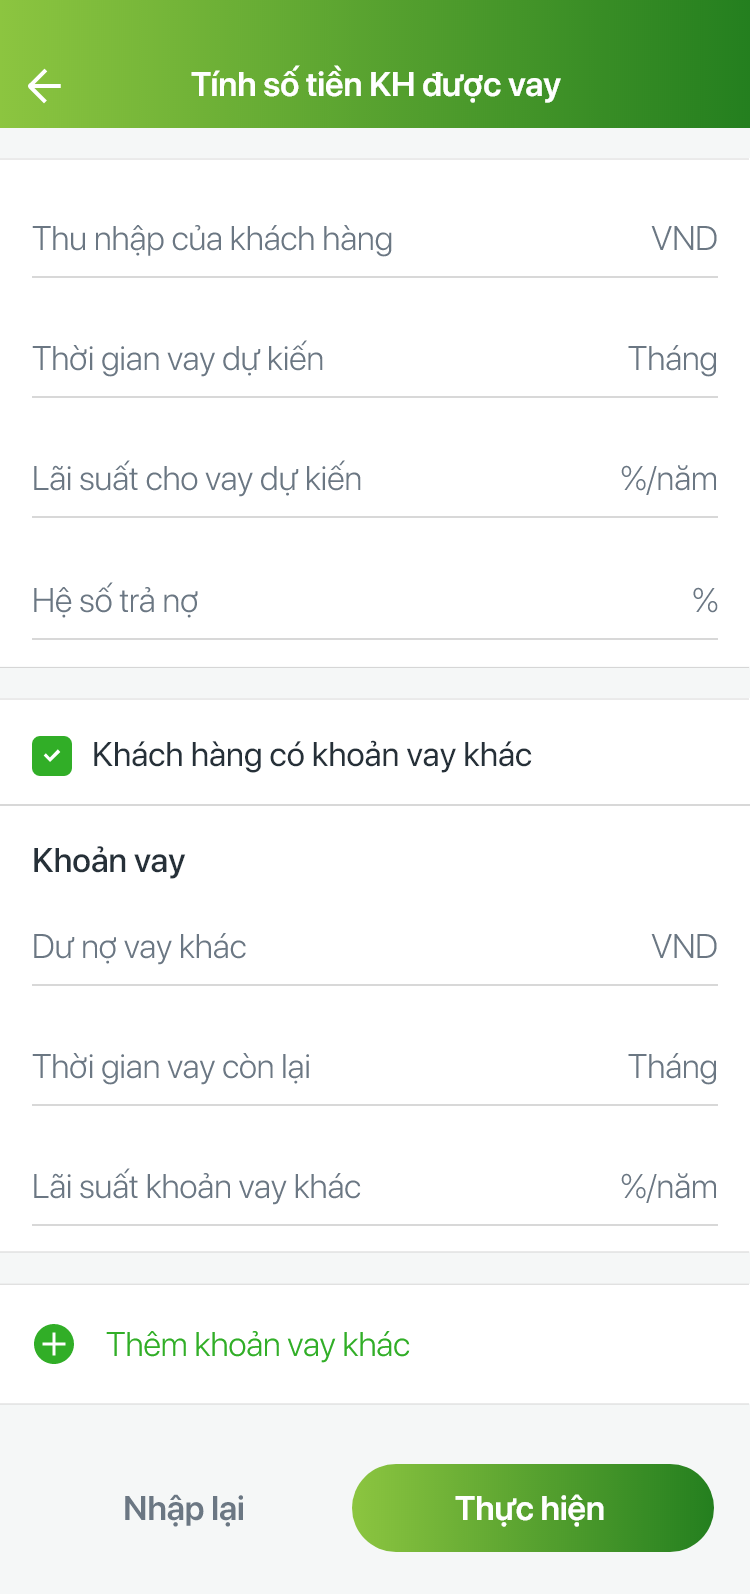 Tính số tiền KH được vay
Thu nhập của khách hàng VND
Thời gian vay dự kiến Tháng
Lãi suất cho vay dự kiến %/năm
Hệ số trả nợ %
Khách hàng có khoản vay khác
Khoản vay
Dư nợ vay khác VND
Thời gian vay còn lại Tháng
Lãi suất khoản vay khác %/năm
Thêm khoản vay khác
Nhập lại Thực hiện